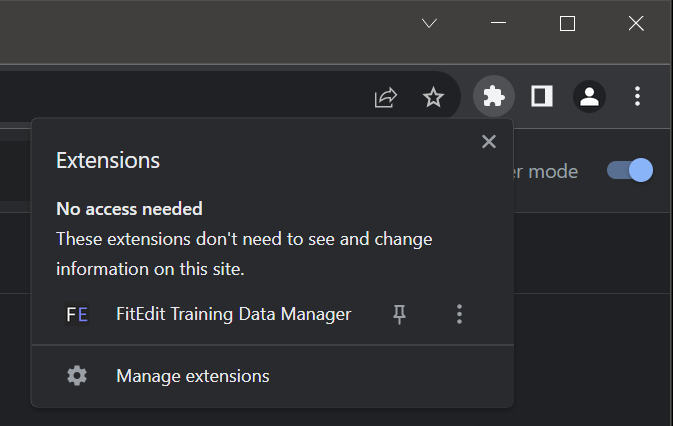 Extensions
er mode
No access needed
These extensions don't need to see and change
information on this site.
FE FitEdit Training Data Manager
Manage extensions